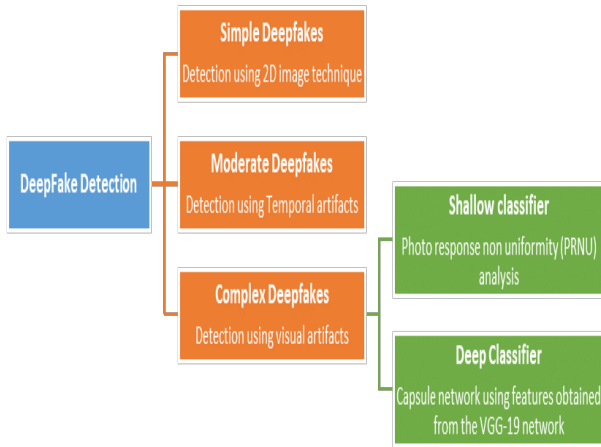 DeepFake Detection
Simple Deepfakes
Detection using 2D image technique
Moderate Deepfakes
Detection using Temporal artifacts
Complex Deepfakes
Detection using visual artifacts
Shallow classifier
Photo response non uniformity (PRNU)
analysis
Deep Classifier
Capsule network using features obtained
from the VGG-19 network